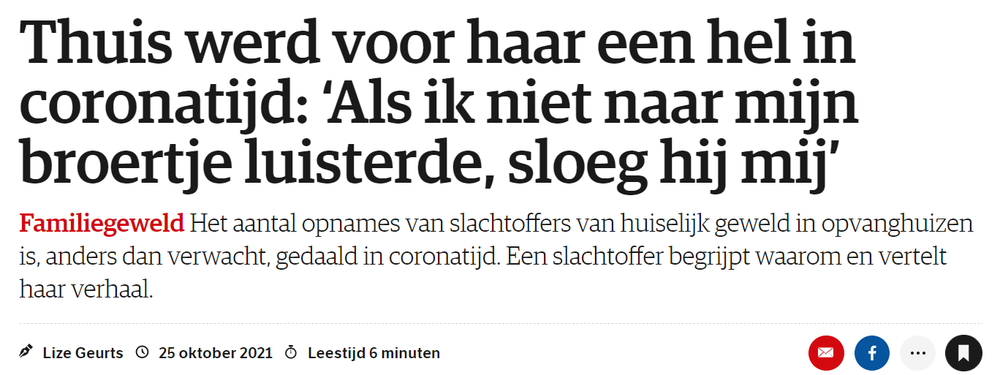 Thuis werd voor haar een hel in
coronatijd: ‘Als ik niet naar mijn
broertje luisterde, sloeg hij mij’
Familiegeweld Het aantal opnames van slachtoffers van huiselijk geweld in opvanghuizen
is, anders dan verwacht, gedaald in coronatijd. Een slachtoffer begrijpt waarom en vertelt
haar verhaal.
Lize Geurts 25 oktober 2021 Leestijd 6 minuten